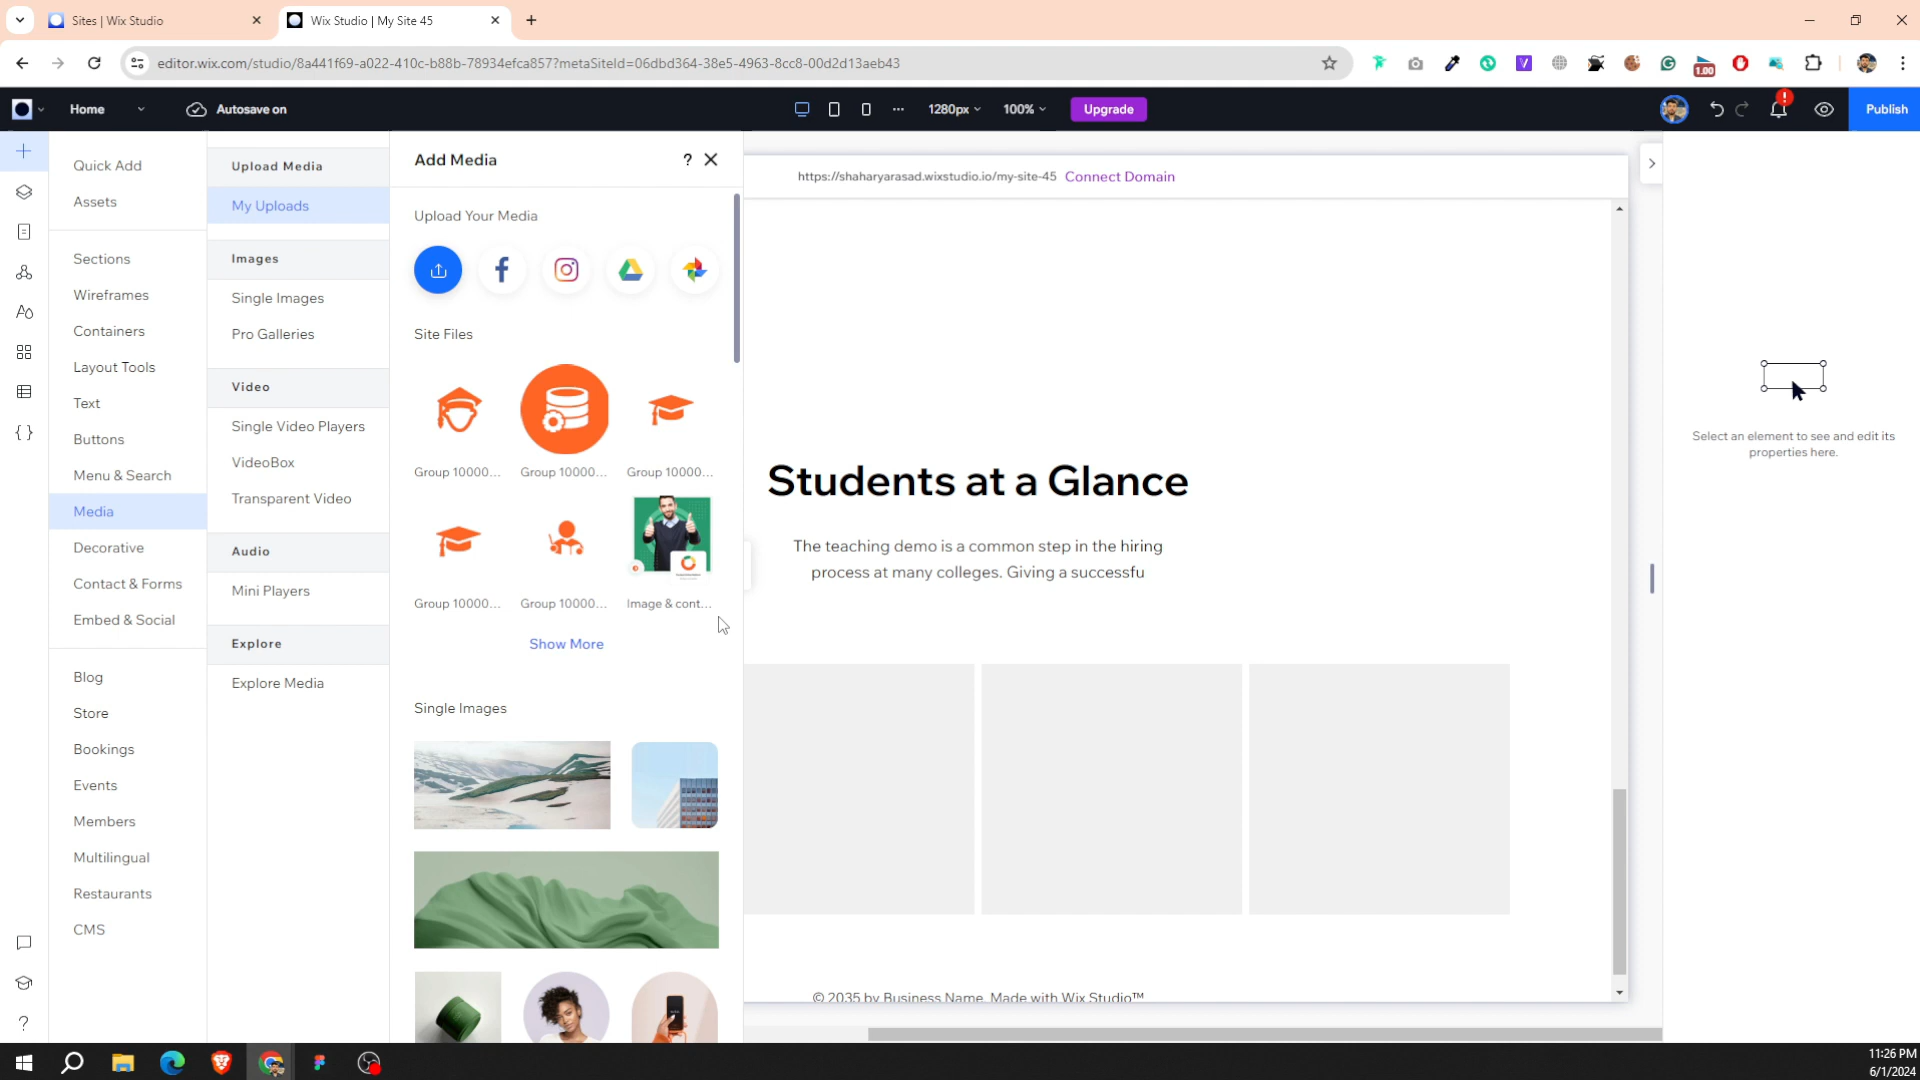 Sites | Wix Studio
Wix Studio | My Site 45
editor.wix.com/studio/8a441f69-a022-410c-b88b-78934efca857?metaSiteId=06dbd364-38e5-4963-8cc8-00d2d13aeb43
1.00
Home
Autosave on
1280px
100%
Upgrade
!
Publish
Quick Add
Assets
Sections
Wireframes
Containers
Layout Tools
Text
Buttons
Menu & Search
Media
Decorative
Contact & Forms
Embed & Social
Blog
Store
Bookings
Events
Members
Multilingual
Restaurants
CMS
Upload Media
My Uploads
Images
Single Images
Pro Galleries
Video
Single Video Players
VideoBox
Transparent Video
Audio
Mini Players
Explore
Explore Media
Add Media
?
Upload Your Media
Site Files
Group 10000... Group 10000... Group 10000...
Group 10000... Group 10000... Image & cont...
Show More
Single Images
https://shaharyarasad.wixstudio.io/my-site-45 Connect Domain
Students at a Glance
The teaching demo is a common step in the hiring
process at many colleges. Giving a successfu
© 2035 by Business Name. Made with Wix Studio™
Select an element to see and edit its
properties here.
11:26 PM
6/1/2024